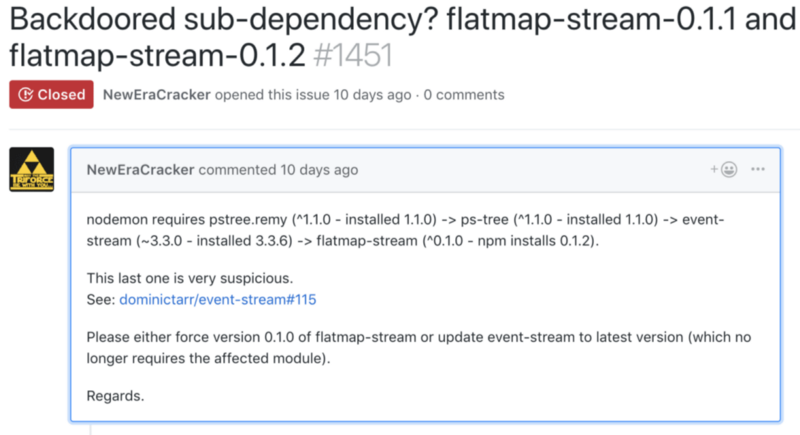 Backdoored sub-dependency? flatmap-stream-0.1.1 and
flatmap-stream-0.1.2 #1451
Closed NewEraCracker opened this issue 10 days ago · 0 comments
TRIFORCE
NewEraCracker commented 10 days ago
nodemon requires pstree.remy (^1.1.0 - installed 1.1.0) -> ps-tree (^1.1.0 - installed 1.1.0) -> event-
stream (~3.3.0 - installed 3.3.6) -> flatmap-stream (^0.1.0 - npm installs 0.1.2).
This last one is very suspicious.
See: dominictarr/event-stream#115
Please either force version 0.1.0 of flatmap-stream or update event-stream to latest version (which no
longer requires the affected module).
Regards.